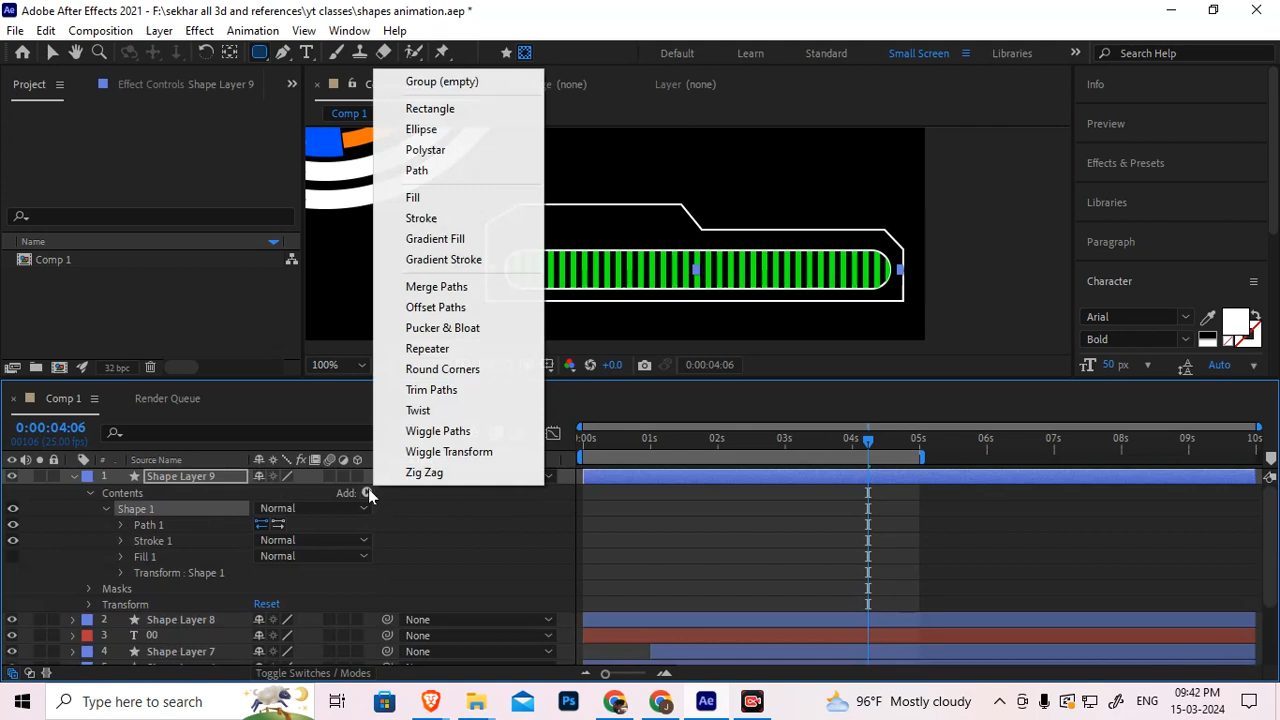 Adobe After Effects 2021 - F:\sekhar all 3d and references\yt classes\shapes animation.aep *
File Edit Composition Layer Effect Animation View Window Help
Default Learn Standard Small Screen Libraries Search Help
Project Effect Controls Shape Layer 9
(none) Layer (none)
Comp 1
Name
Comp 1
32 bpc
Group (empty)
Rectangle
Ellipse
Polystar
Path
Fill
Stroke
Gradient Fill
Gradient Stroke
Merge Paths
Offset Paths
Pucker & Bloat
Repeater
Round Corners
Trim Paths
Twist
Wiggle Paths
Wiggle Transform
Zig Zag
100% +0.0 0:00:04:06
Info
Preview
Effects & Presets
Libraries
Paragraph
Character
Arial
Bold
50 px Auto
Comp 1 Render Queue
0:00:04:06
00106 (25.00 fps)
# Source Name
:00s 01s 02s 03s 04s 05s 06s 07s 08s 09s 10s
1 Shape Layer 9
Contents Add:
Shape 1 Normal
Path 1
Stroke 1 Normal
Fill 1 Normal
Transform : Shape 1
Masks
Transform Reset
2 Shape Layer 8 None
3 T 00 None
4 Shape Layer 7 None
Toggle Switches / Modes
Type here to search
96°F Mostly cloudy ENG 09:42 PM
15-03-2024